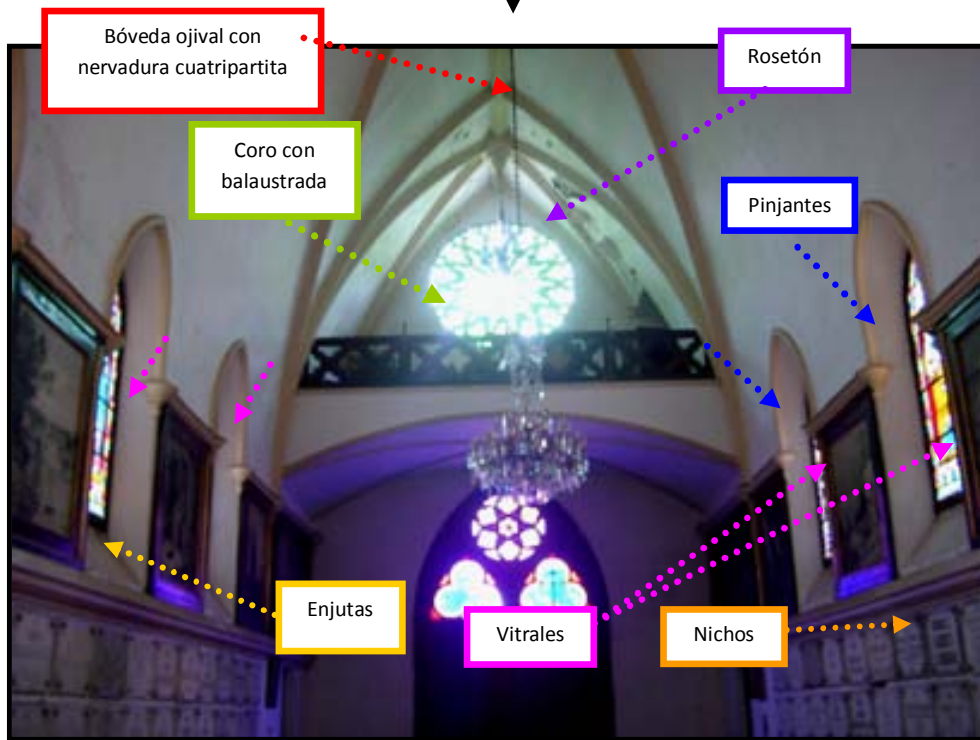 Bóveda ojival con
nervadura cuatripartita
Rosetón
Coro con
balaustrada
Pinjantes
Enjutas
Vitrales
Nichos